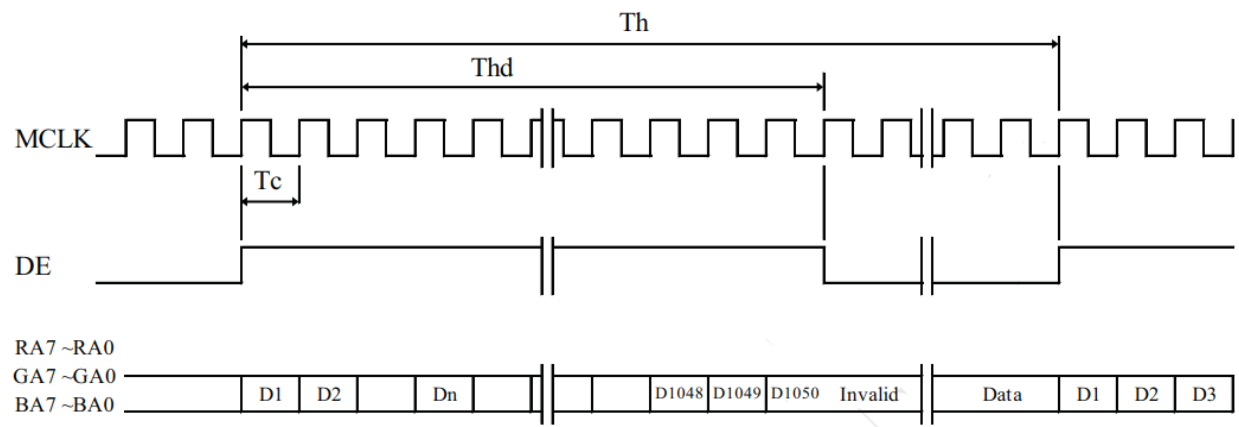 Th
Thd
MCLK
Tc
DE
RA7 ~RA0
GA7 ~GA0
BA7 ~BA0
D1 D2 Dn D1048 D1049 D1050 Invalid Data D1 D2 D3